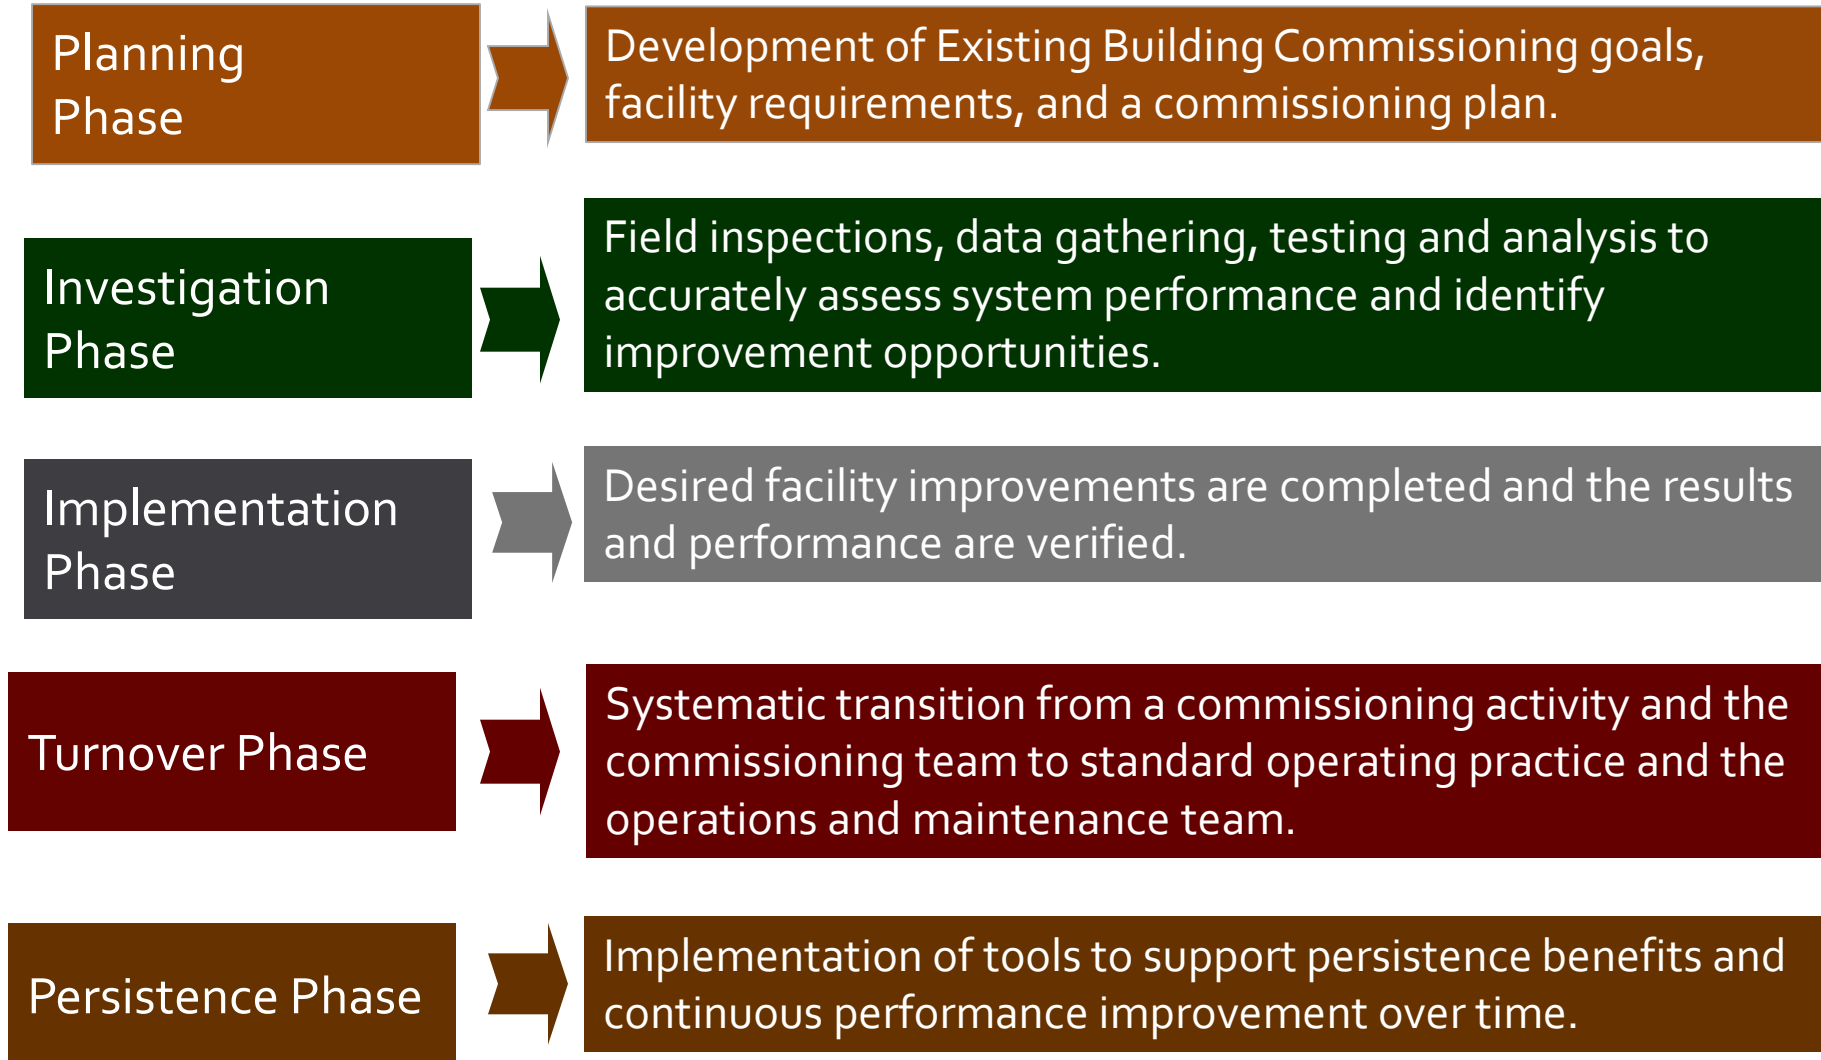 Planning
Phase
Development of Existing Building Commissioning goals,
facility requirements, and a commissioning plan.
Investigation
Phase
Field inspections, data gathering, testing and analysis to
accurately assess system performance and identify
improvement opportunities.
Implementation
Phase
Desired facility improvements are completed and the results
and performance are verified.
Turnover Phase
Systematic transition from a commissioning activity and the
commissioning team to standard operating practice and the
operations and maintenance team.
Persistence Phase
Implementation of tools to support persistence benefits and
continuous performance improvement over time.